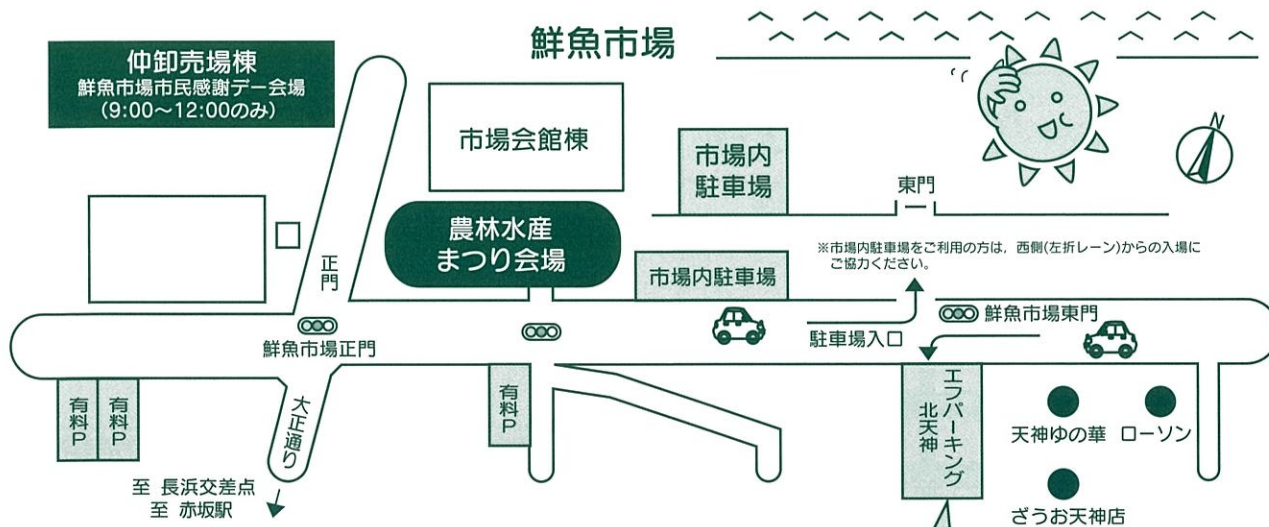 鮮魚市場
仲卸売場棟
鮮魚市場市民感謝デー会場
(9:00〜12:00のみ)
市場会館棟
市場内
駐車場
N
東門
農林水産
まつり会場
※市場内駐車場をご利用の方は，西側(左折レーン)からの入場に
ご協力ください。
正門
市場内駐車場
鮮魚市場正門
駐車場入口
鮮魚市場東門
有料P
有料P
大正通り
有料P
エフパーキング
北天神
天神ゆの華
ローソン
至 長浜交差点
至 赤坂駅
ざうお天神店